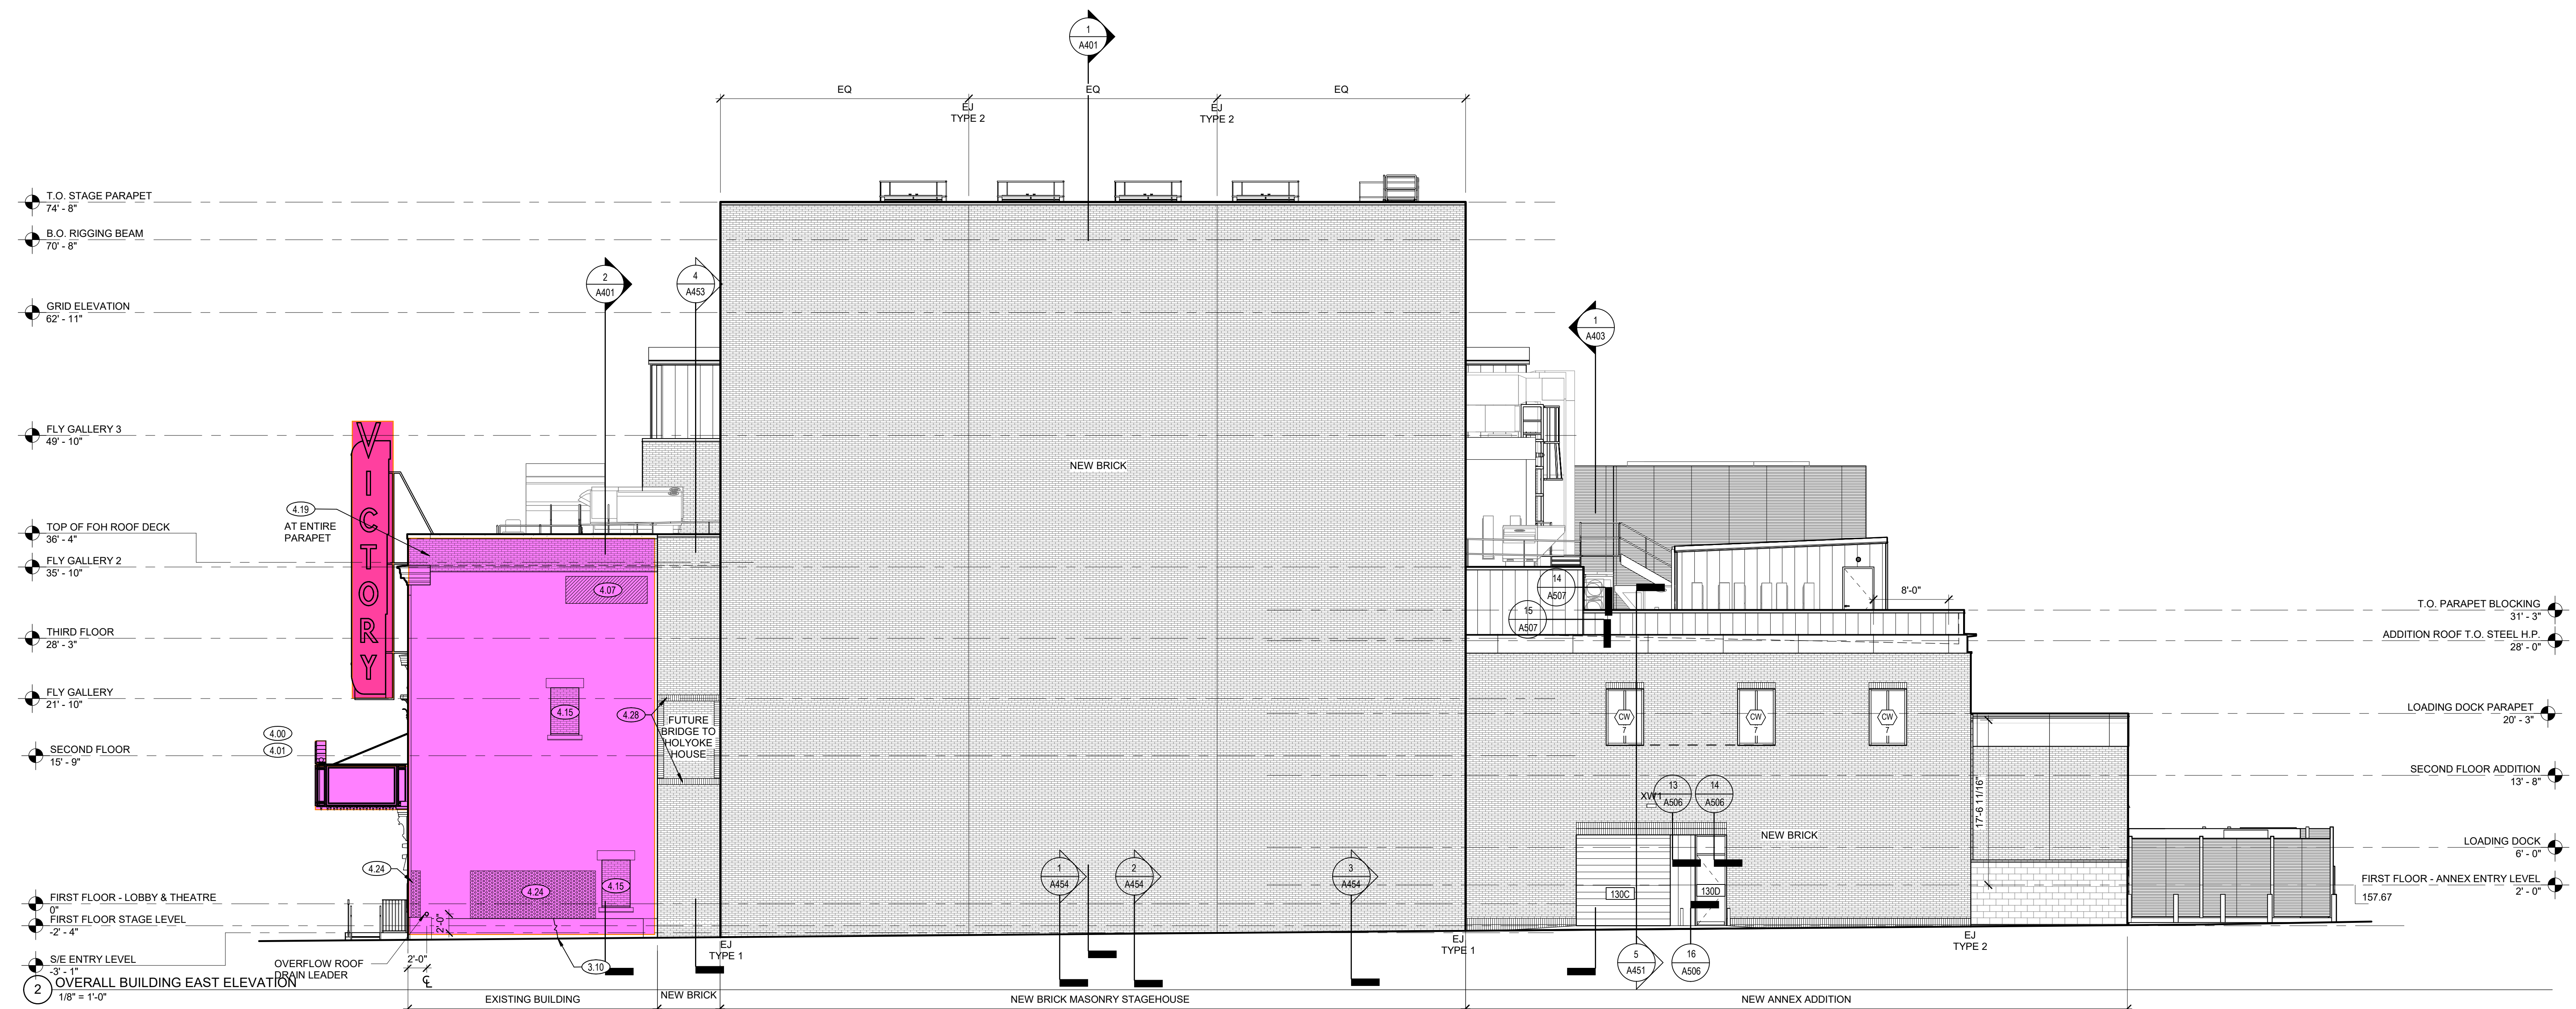 1
A401
EQ
EQ
EQ
EJ
TYPE 2
EJ
TYPE 2
T.O. STAGE PARAPET
74' - 8"
B.O. RIGGING BEAM
70' - 8"
GRID ELEVATION
62' - 11"
FLY GALLERY 3
49' - 10"
TOP OF FOH ROOF DECK
36' - 4"
FLY GALLERY 2
35' - 10"
THIRD FLOOR
28' - 3"
FLY GALLERY
21' - 10"
SECOND FLOOR
15' - 9"
FIRST FLOOR - LOBBY & THEATRE
0"
FIRST FLOOR STAGE LEVEL
-2' - 4"
S/E ENTRY LEVEL
-3' - 1"
2
A401
4
A453
1
A403
VICTORY
4.19
AT ENTIRE
PARAPET
4.07
4.15
4.28
FUTURE
BRIDGE TO
HOLYOKE
HOUSE
4.00
4.01
4.24
4.24
4.15
2'-0"
OVERFLOW ROOF
DRAIN LEADER
2'-0"
3.10
NEW BRICK
1
A454
2
A454
3
A454
14
A507
15
A507
8'-0"
CW
7
CW
7
CW
7
XW1
13
A506
14
A506
NEW BRICK
130C
130D
17'-6 11/16"
5
A451
16
A506
EJ
TYPE 1
EJ
TYPE 1
EJ
TYPE 2
T.O. PARAPET BLOCKING
31' - 3"
ADDITION ROOF T.O. STEEL H.P.
28' - 0"
LOADING DOCK PARAPET
20' - 3"
SECOND FLOOR ADDITION
13' - 8"
LOADING DOCK
6' - 0"
FIRST FLOOR - ANNEX ENTRY LEVEL
2' - 0"
157.67
2
OVERALL BUILDING EAST ELEVATION
1/8" = 1'-0"
EXISTING BUILDING
NEW BRICK
NEW BRICK MASONRY STAGEHOUSE
NEW ANNEX ADDITION